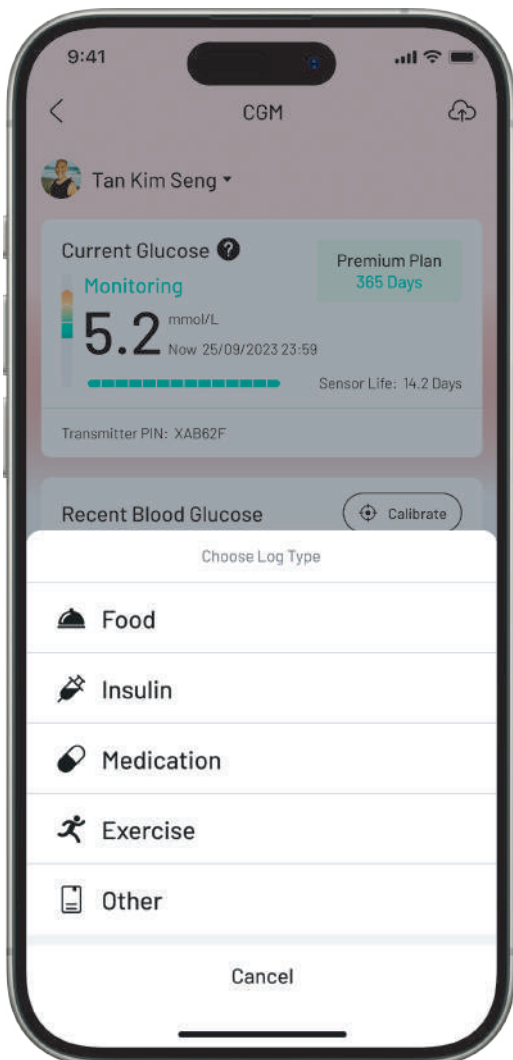 9:41
CGM
Tan Kim Seng
Current Glucose ?
Premium Plan
365 Days
Monitoring
5.2 mmol/L
Now 25/09/2023 23:59
Sensor Life: 14.2 Days
Transmitter PIN: XAB62F
Recent Blood Glucose
Calibrate
Choose Log Type
Food
Insulin
Medication
Exercise
Other
Cancel